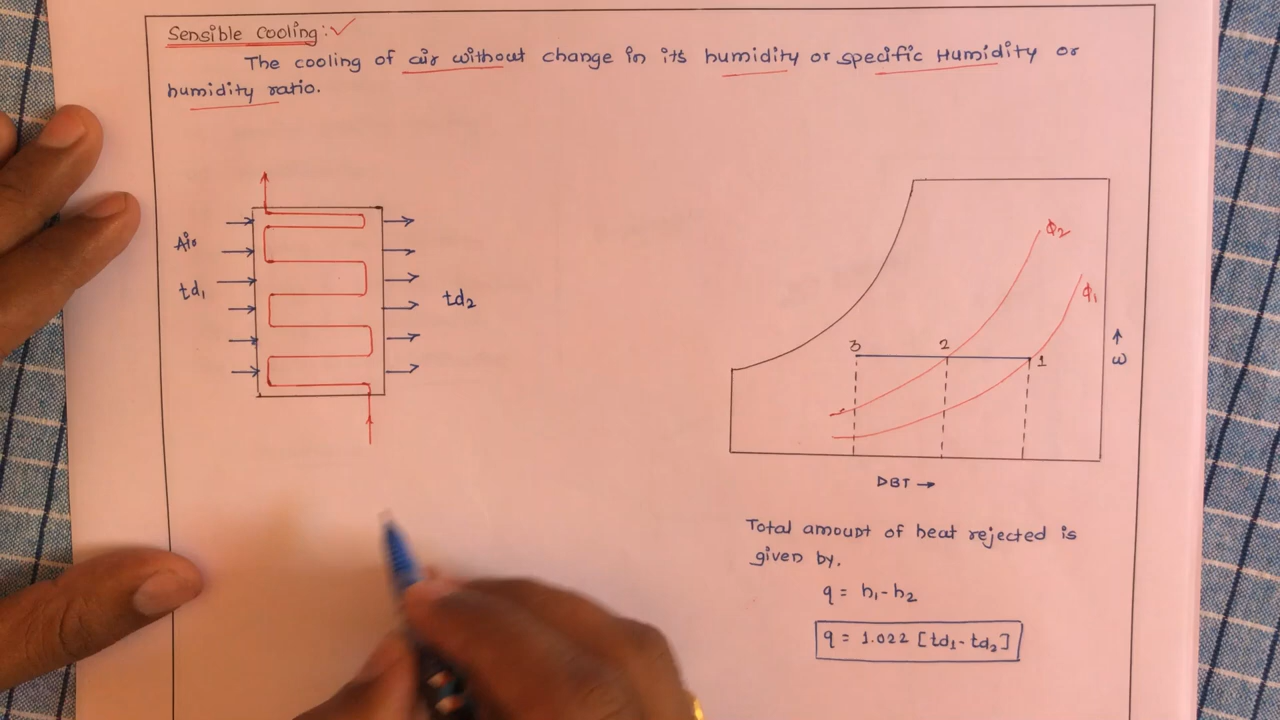 Sensible Cooling:
The cooling of air without change in its humidity or specific Humidity or
humidity ratio.
Air
td₁
td₂
Φ₂
Φ₁
3
2
1
ω
DBT →
Total amount of heat rejected is
given by.
q = h₁-h₂
q = 1.022 [td₁-td₂]